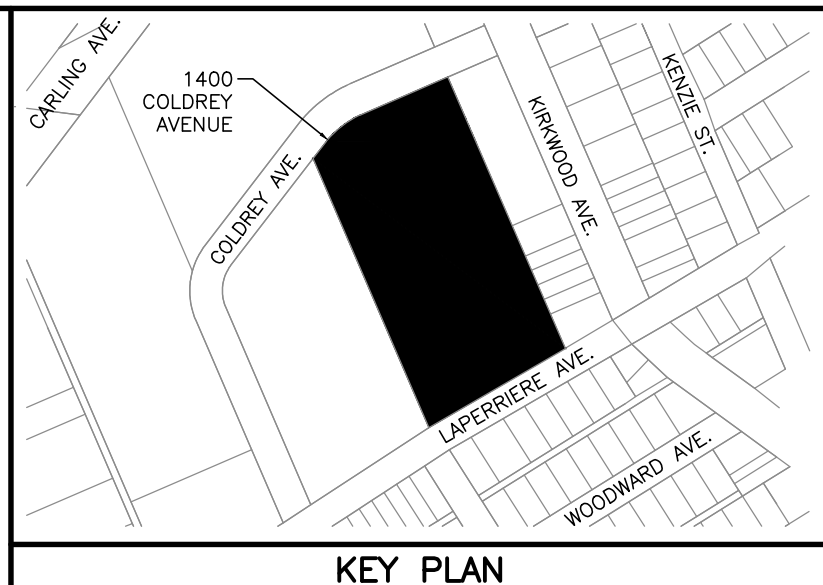 CARLING AVE.
1400
COLDREY
AVENUE
KENZIE ST.
KIRKWOOD AVE.
COLDREY AVE.
LAPERRIERE AVE.
WOODWARD AVE.
KEY PLAN